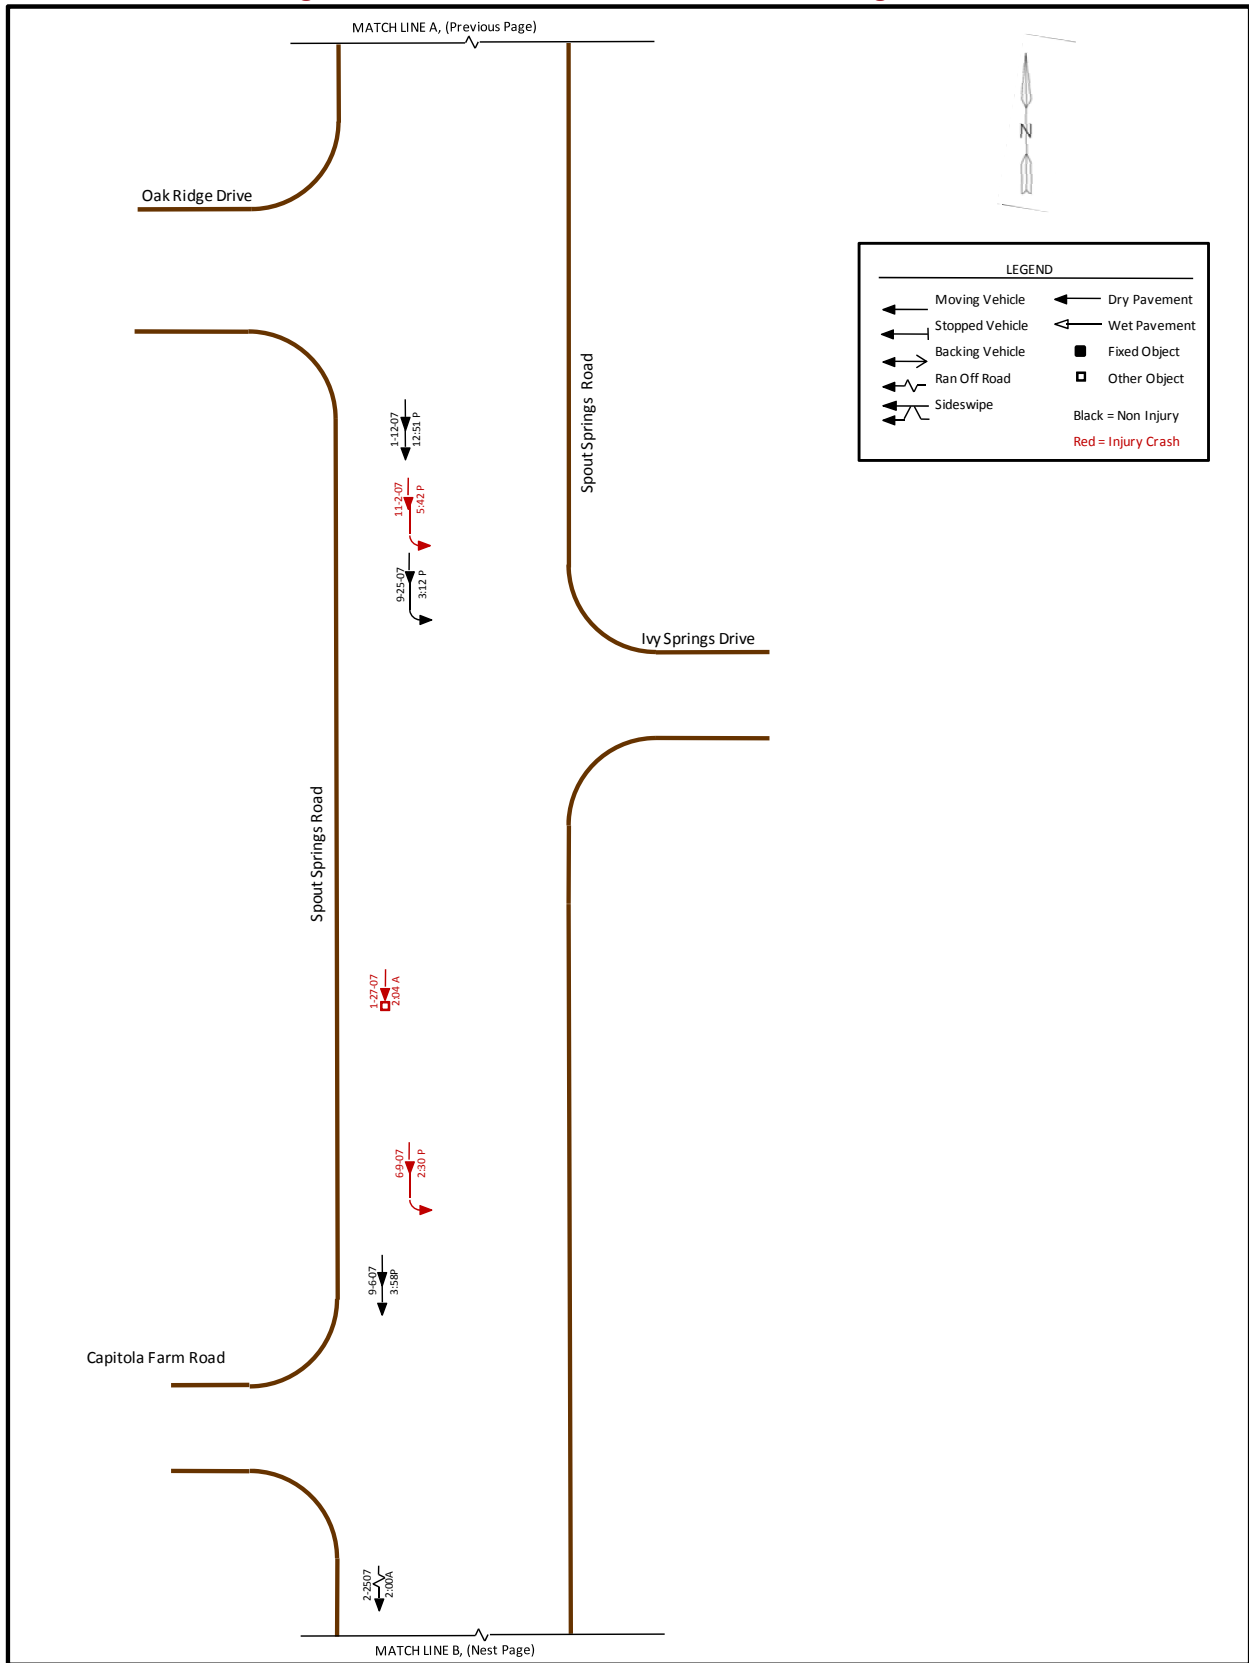 MATCH LINE A, (Previous Page)
N
Oak Ridge Drive
LEGEND
Moving Vehicle
Dry Pavement
Stopped Vehicle
Wet Pavement
Backing Vehicle
Fixed Object
Ran Off Road
Other Object
Sideswipe
Black = Non Injury
Red = Injury Crash
Spout Springs Road
1-12-07
12:51 P
11-2-07
5:42 P
9-25-07
3:12 P
Ivy Springs Drive
Spout Springs Road
1-27-07
2:04 A
6-9-07
2:30 P
9-6-07
3:58P
Capitola Farm Road
2-2507
2:00A
MATCH LINE B, (Nest Page)